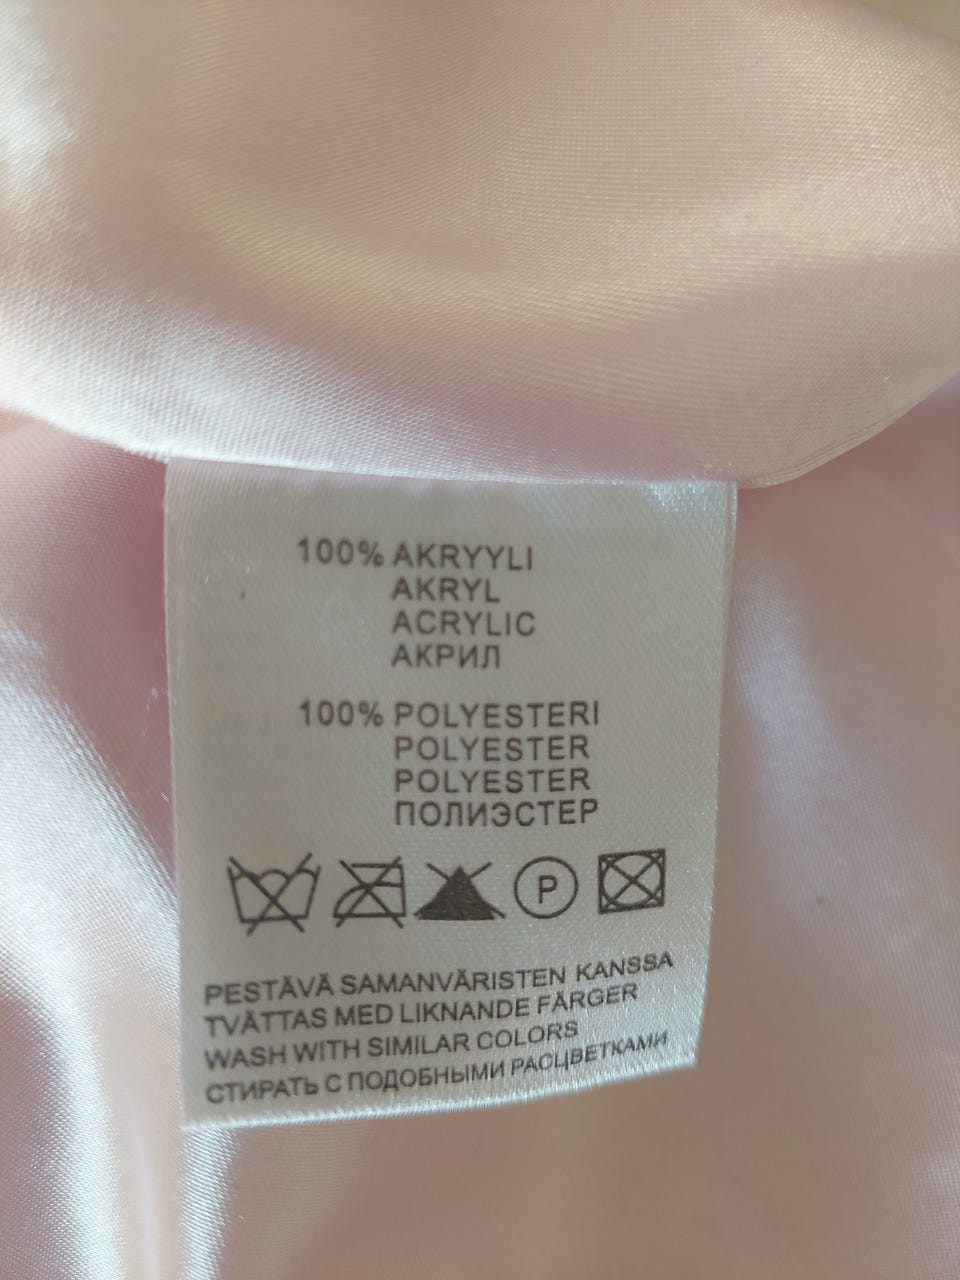 100% AKRYYLI
AKRYL
ACRYLIC
АКРИЛ
100% POLYESTERI
POLYESTER
POLYESTER
ПОЛИЭСТЕР
P
PESTÄVÄ SAMANVÄRISTEN KANSSA
TVÄTTAS MED LIKNANDE FÄRGER
WASH WITH SIMILAR COLORS
СТИРАТЬ С ПОДОБНЫМИ РАСЦВЕТКАМИ